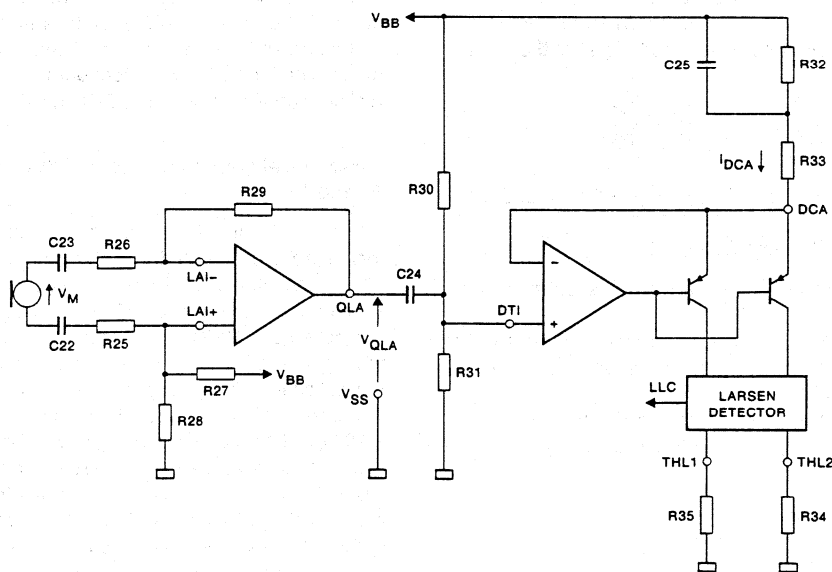 VBB
C25
R32
IDCA ↓
R33
R30
DCA
R29
C23
R26
LAI−
VM
C24
QLA
DTI
−
+
C22
R25
LAI+
VQLA
R31
R27
VBB
VSS
R28
LLC
LARSEN
DETECTOR
THL1
THL2
R35
R34